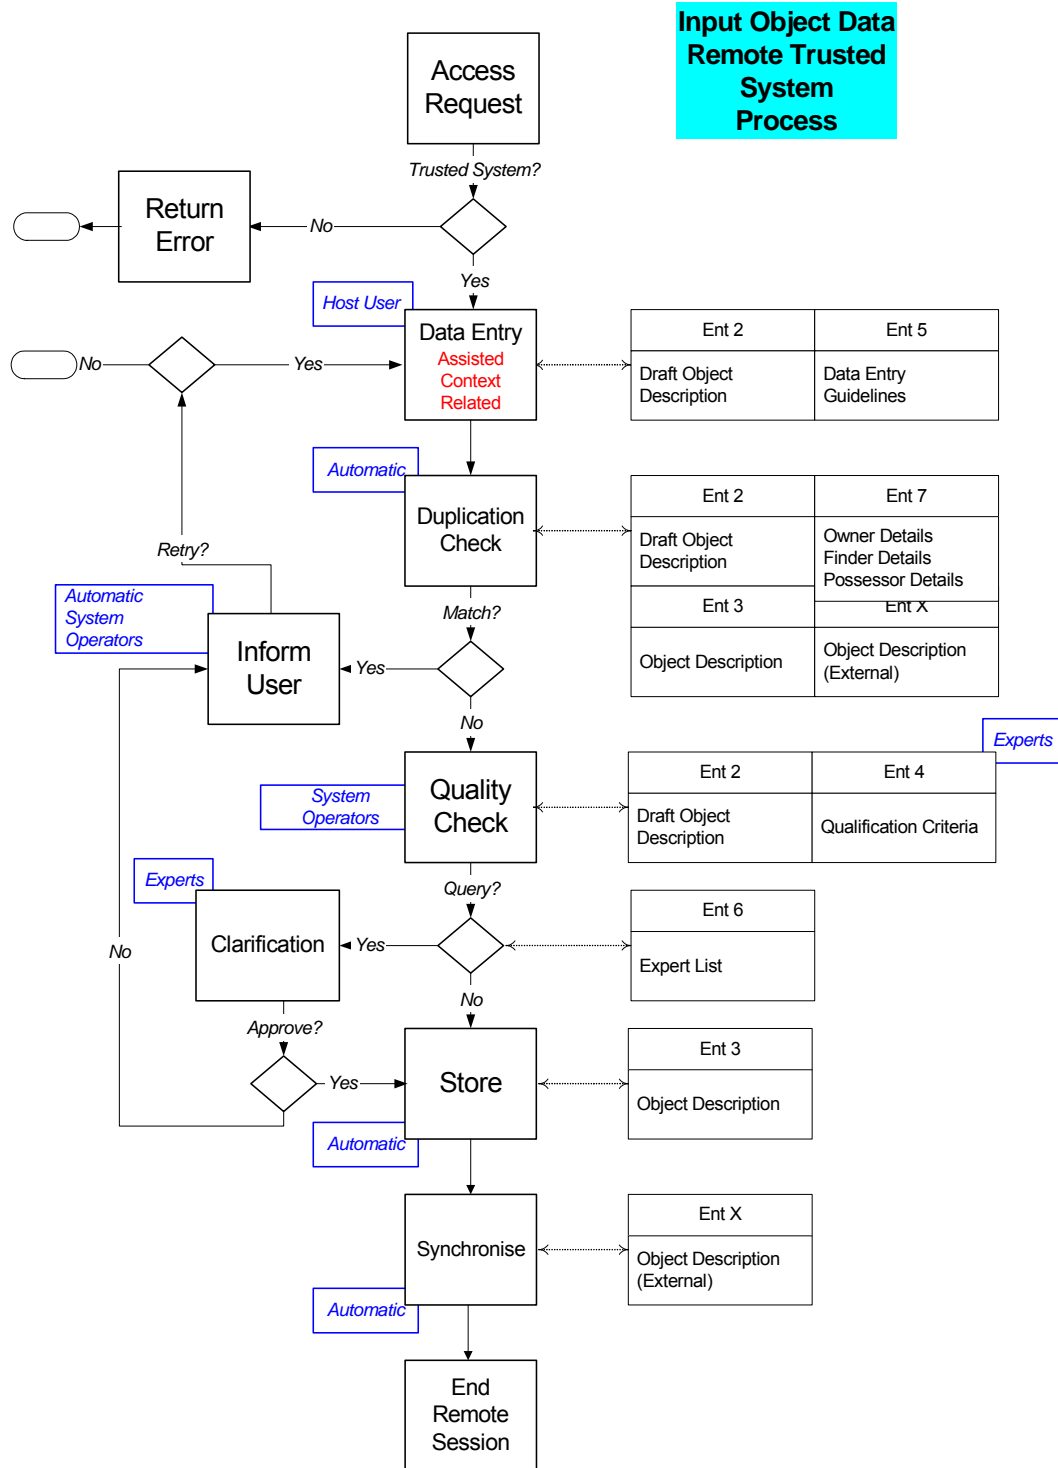 Input Object Data
Remote Trusted
System
Process
Access
Request
Trusted System?
Return
Error
No
Yes
Host User
Data Entry
Assisted
Context
Related
No
Yes
Ent 2
Ent 5
Draft Object
Description
Data Entry
Guidelines
Automatic
Duplication
Check
Ent 2
Ent 7
Draft Object
Description
Owner Details
Finder Details
Possessor Details
Ent 3
Ent X
Object Description
Object Description
(External)
Retry?
Automatic
System
Operators
Inform
User
Match?
Yes
No
Experts
System
Operators
Quality
Check
Ent 2
Ent 4
Draft Object
Description
Qualification Criteria
Experts
Query?
Clarification
Yes
No
Ent 6
Expert List
No
Approve?
Yes
Store
Ent 3
Object Description
Automatic
Synchronise
Ent X
Object Description
(External)
Automatic
End
Remote
Session